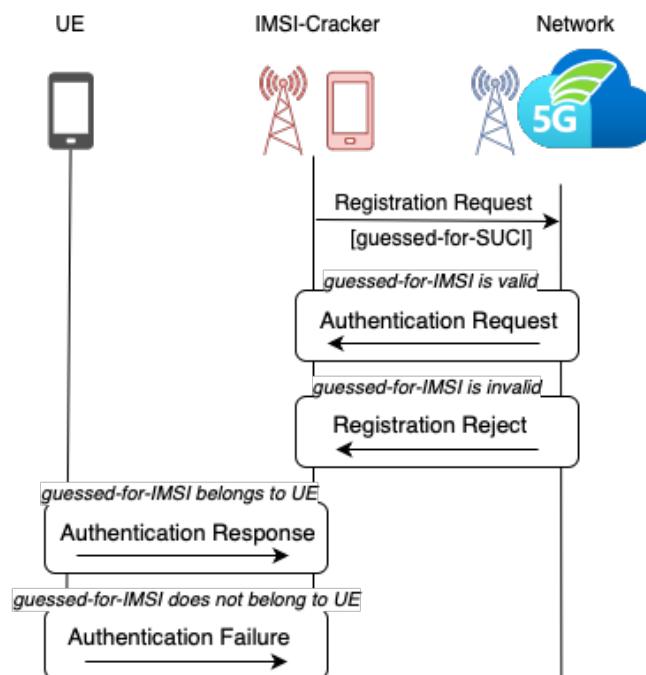 UE
IMSI-Cracker
Network
5G
Registration Request
[guessed-for-SUCI]
guessed-for-IMSI is valid
Authentication Request
guessed-for-IMSI is invalid
Registration Reject
guessed-for-IMSI belongs to UE
Authentication Response
guessed-for-IMSI does not belong to UE
Authentication Failure